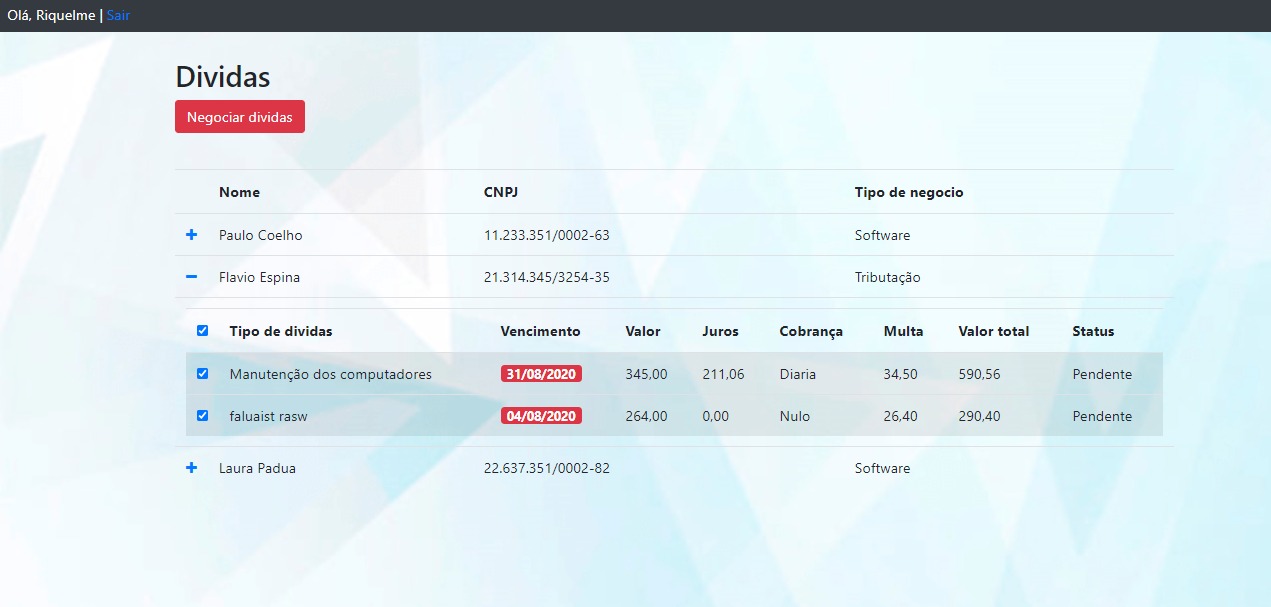 Olá, Riquelme | Sair
Dividas
Negociar dividas
Nome CNPJ Tipo de negocio
Paulo Coelho 11.233.351/0002-63 Software
Flavio Espina 21.314.345/3254-35 Tributação
Tipo de dividas Vencimento Valor Juros Cobrança Multa Valor total Status
Manutenção dos computadores 31/08/2020 345,00 211,06 Diaria 34,50 590,56 Pendente
faluaist rasw 04/08/2020 264,00 0,00 Nulo 26,40 290,40 Pendente
Laura Padua 22.637.351/0002-82 Software